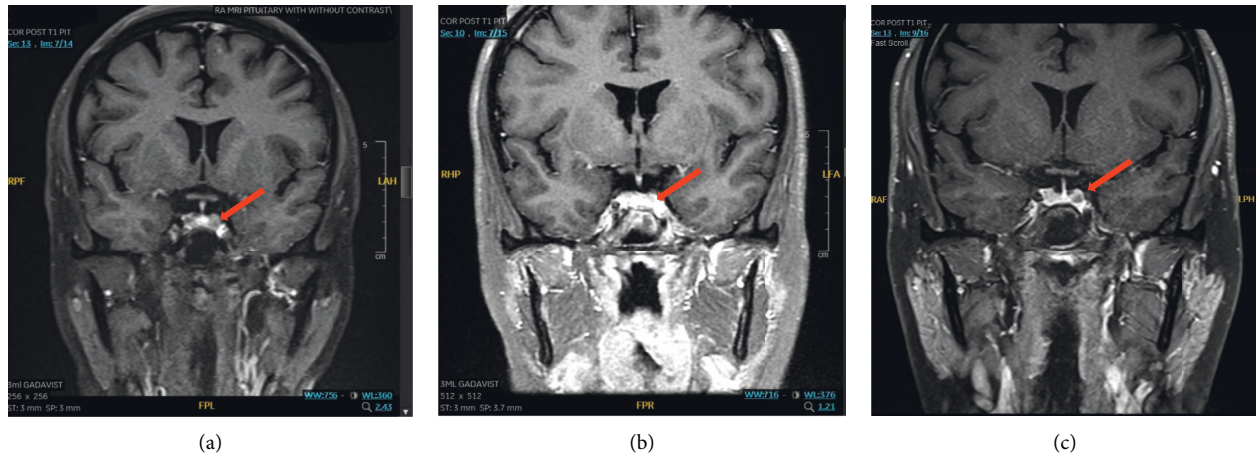 RA MRI PITUITARY WITH WITHOUT CONTRAST\
COR POST T1 PIT
Se: 13 , Im: 7/14
5
RPF
LAH
cm
3ml GADAVIST
256 × 256
ST: 3 mm SP: 3 mm
FPL
WW:756 - WL:360
2.43
(a)
COR POST T1 PIT
Se: 10 , Im: 7/15
5
RHP
LFA
cm
3ML GADAVIST
512 × 512
ST: 3 mm SP: 3.7 mm
FPR
WW:716 - WL:376
1.21
(b)
COR POST T1 PIT
Se: 13 , Im: 9/16
Fast Scroll
RAF
LPH
(c)